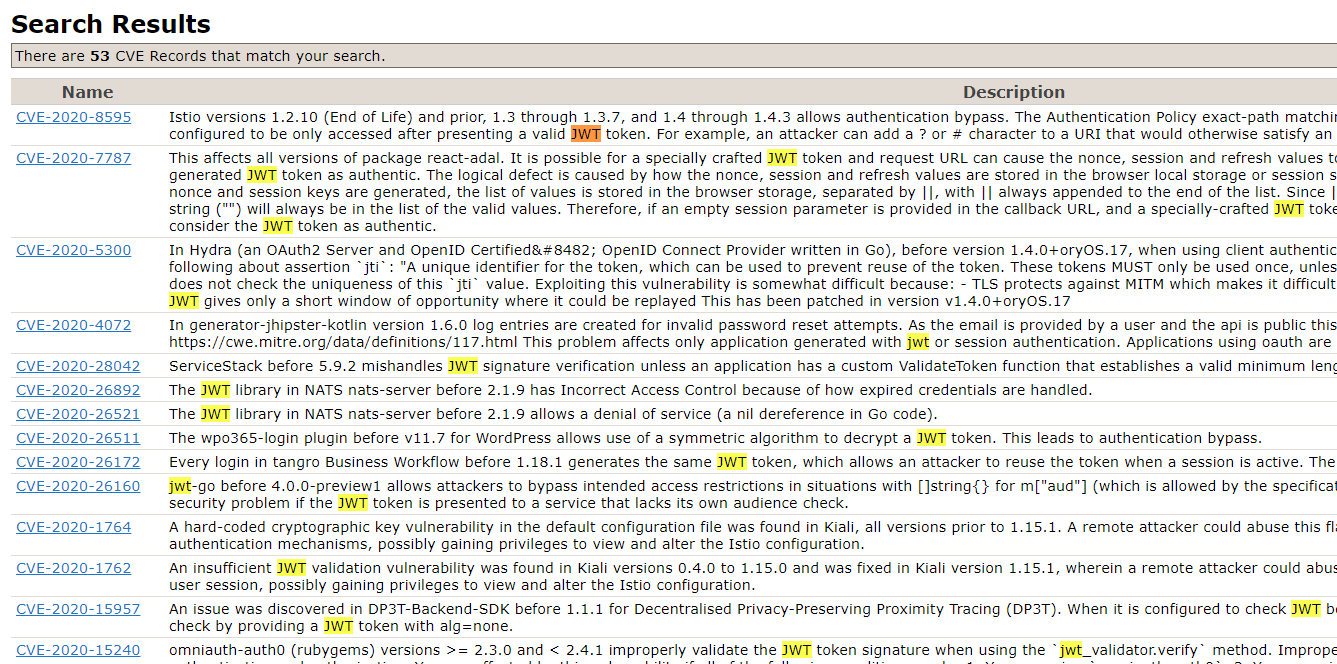 Search Results
There are 53 CVE Records that match your search.
Name Description
CVE-2020-8595 Istio versions 1.2.10 (End of Life) and prior, 1.3 through 1.3.7, and 1.4 through 1.4.3 allows authentication bypass. The Authentication Policy exact-path
configured to be only accessed after presenting a valid JWT token. For example, an attacker can add a ? or # character to a URI that would otherwise satisfy an
CVE-2020-7787 This affects all versions of package react-adal. It is possible for a specially crafted JWT token and request URL can cause the nonce, session and refresh values
generated JWT token as authentic. The logical defect is caused by how the nonce, session and refresh values are stored in the browser local storage or session
nonce and session keys are generated, the list of values is stored in the browser storage, separated by ||, with || always appended to the end of the list. Since
string ("") will always be in the list of the valid values. Therefore, if an empty session parameter is provided in the callback URL, and a specially-crafted JWT
consider the JWT token as authentic.
CVE-2020-5300 In Hydra (an OAuth2 Server and OpenID Certified&#8482; OpenID Connect Provider written in Go), before version 1.4.0+oryOS.17, when using client
following about assertion `jti`: "A unique identifier for the token, which can be used to prevent reuse of the token. These tokens MUST only be used once,
does not check the uniqueness of this `jti` value. Exploiting this vulnerability is somewhat difficult because: - TLS protects against MITM which makes it difficult
JWT gives only a short window of opportunity where it could be replayed This has been patched in version v1.4.0+oryOS.17
CVE-2020-4072 In generator-jhipster-kotlin version 1.6.0 log entries are created for invalid password reset attempts. As the email is provided by a user and the api is public this
https://cwe.mitre.org/data/definitions/117.html This problem affects only application generated with jwt or session authentication. Applications using oauth are
CVE-2020-28042 ServiceStack before 5.9.2 mishandles JWT signature verification unless an application has a custom ValidateToken function that establishes a valid minimum
CVE-2020-26892 The JWT library in NATS nats-server before 2.1.9 has Incorrect Access Control because of how expired credentials are handled.
CVE-2020-26521 The JWT library in NATS nats-server before 2.1.9 allows a denial of service (a nil dereference in Go code).
CVE-2020-26511 The wpo365-login plugin before v11.7 for WordPress allows use of a symmetric algorithm to decrypt a JWT token. This leads to authentication bypass.
CVE-2020-26172 Every login in tangro Business Workflow before 1.18.1 generates the same JWT token, which allows an attacker to reuse the token when a session is active. The
CVE-2020-26160 jwt-go before 4.0.0-preview1 allows attackers to bypass intended access restrictions in situations with []string{} for m["aud"] (which is allowed by the
security problem if the JWT token is presented to a service that lacks its own audience check.
CVE-2020-1764 A hard-coded cryptographic key vulnerability in the default configuration file was found in Kiali, all versions prior to 1.15.1. A remote attacker could abuse this
authentication mechanisms, possibly gaining privileges to view and alter the Istio configuration.
CVE-2020-1762 An insufficient JWT validation vulnerability was found in Kiali versions 0.4.0 to 1.15.0 and was fixed in Kiali version 1.15.1, wherein a remote attacker could
user session, possibly gaining privileges to view and alter the Istio configuration.
CVE-2020-15957 An issue was discovered in DP3T-Backend-SDK before 1.1.1 for Decentralised Privacy-Preserving Proximity Tracing (DP3T). When it is configured to check JWT
check by providing a JWT token with alg=none.
CVE-2020-15240 omniauth-auth0 (rubygems) versions >= 2.3.0 and < 2.4.1 improperly validate the JWT token signature when using the `jwt_validator.verify` method.